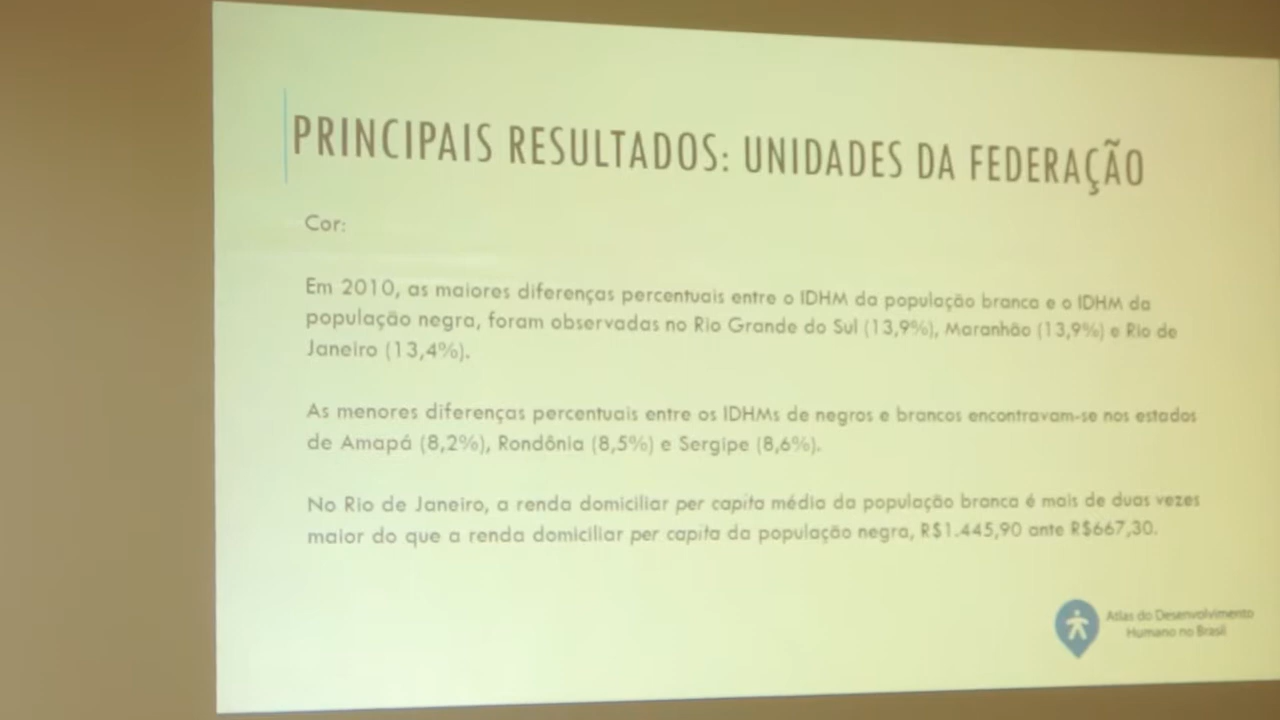 PRINCIPAIS RESULTADOS: UNIDADES DA FEDERAÇÃO
Cor:
Em 2010, as maiores diferenças percentuais entre o IDHM da população branca e o IDHM da
população negra, foram observadas no Rio Grande do Sul (13,9%), Maranhão (13,9%) e Rio de
Janeiro (13,4%).
As menores diferenças percentuais entre os IDHMs de negros e brancos encontravam-se nos estados
de Amapá (8,2%), Rondônia (8,5%) e Sergipe (8,6%).
No Rio de Janeiro, a renda domiciliar per capita média da população branca é mais de duas vezes
maior do que a renda domiciliar per capita da população negra, R$1.445,90 ante R$667,30.
Atlas do Desenvolvimento
Humano no Brasil